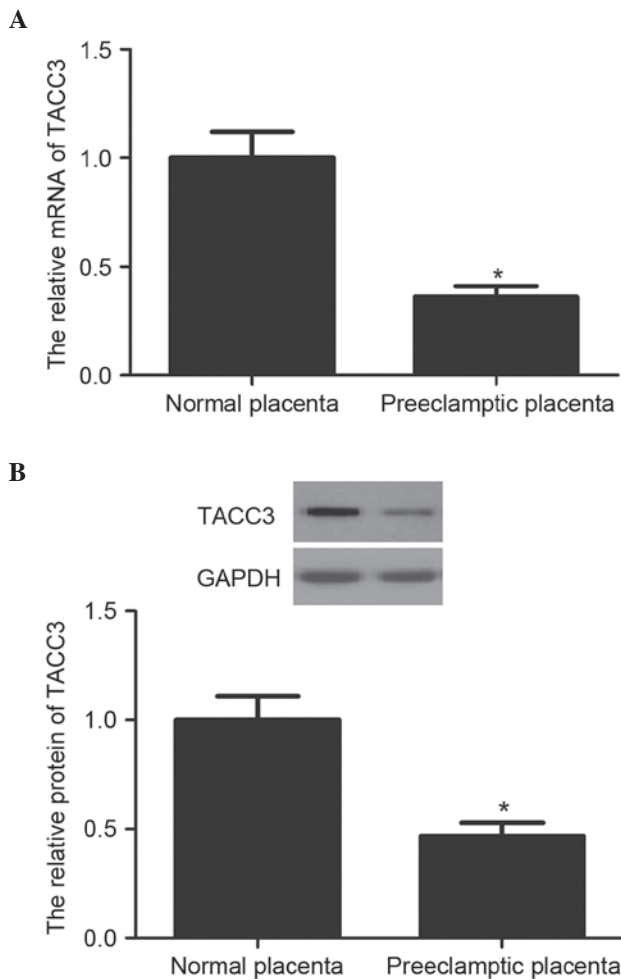 A
The relative mRNA of TACC3
1.5
1.0
0.5
0.0
*
Normal placenta
Preeclamptic placenta
B
TACC3
GAPDH
The relative protein of TACC3
1.5
1.0
0.5
0.0
*
Normal placenta
Preeclamptic placenta